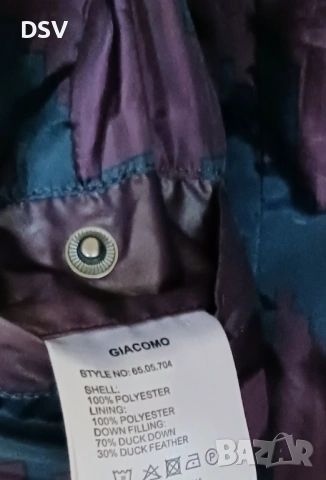 DSV
GIACOMO
STYLE NO: 65.05.704
SHELL:
100% POLYESTER
LINING:
100% POLYESTER
DOWN FILLING:
70% DUCK DOWN
30% DUCK FEATHER
BAZAR